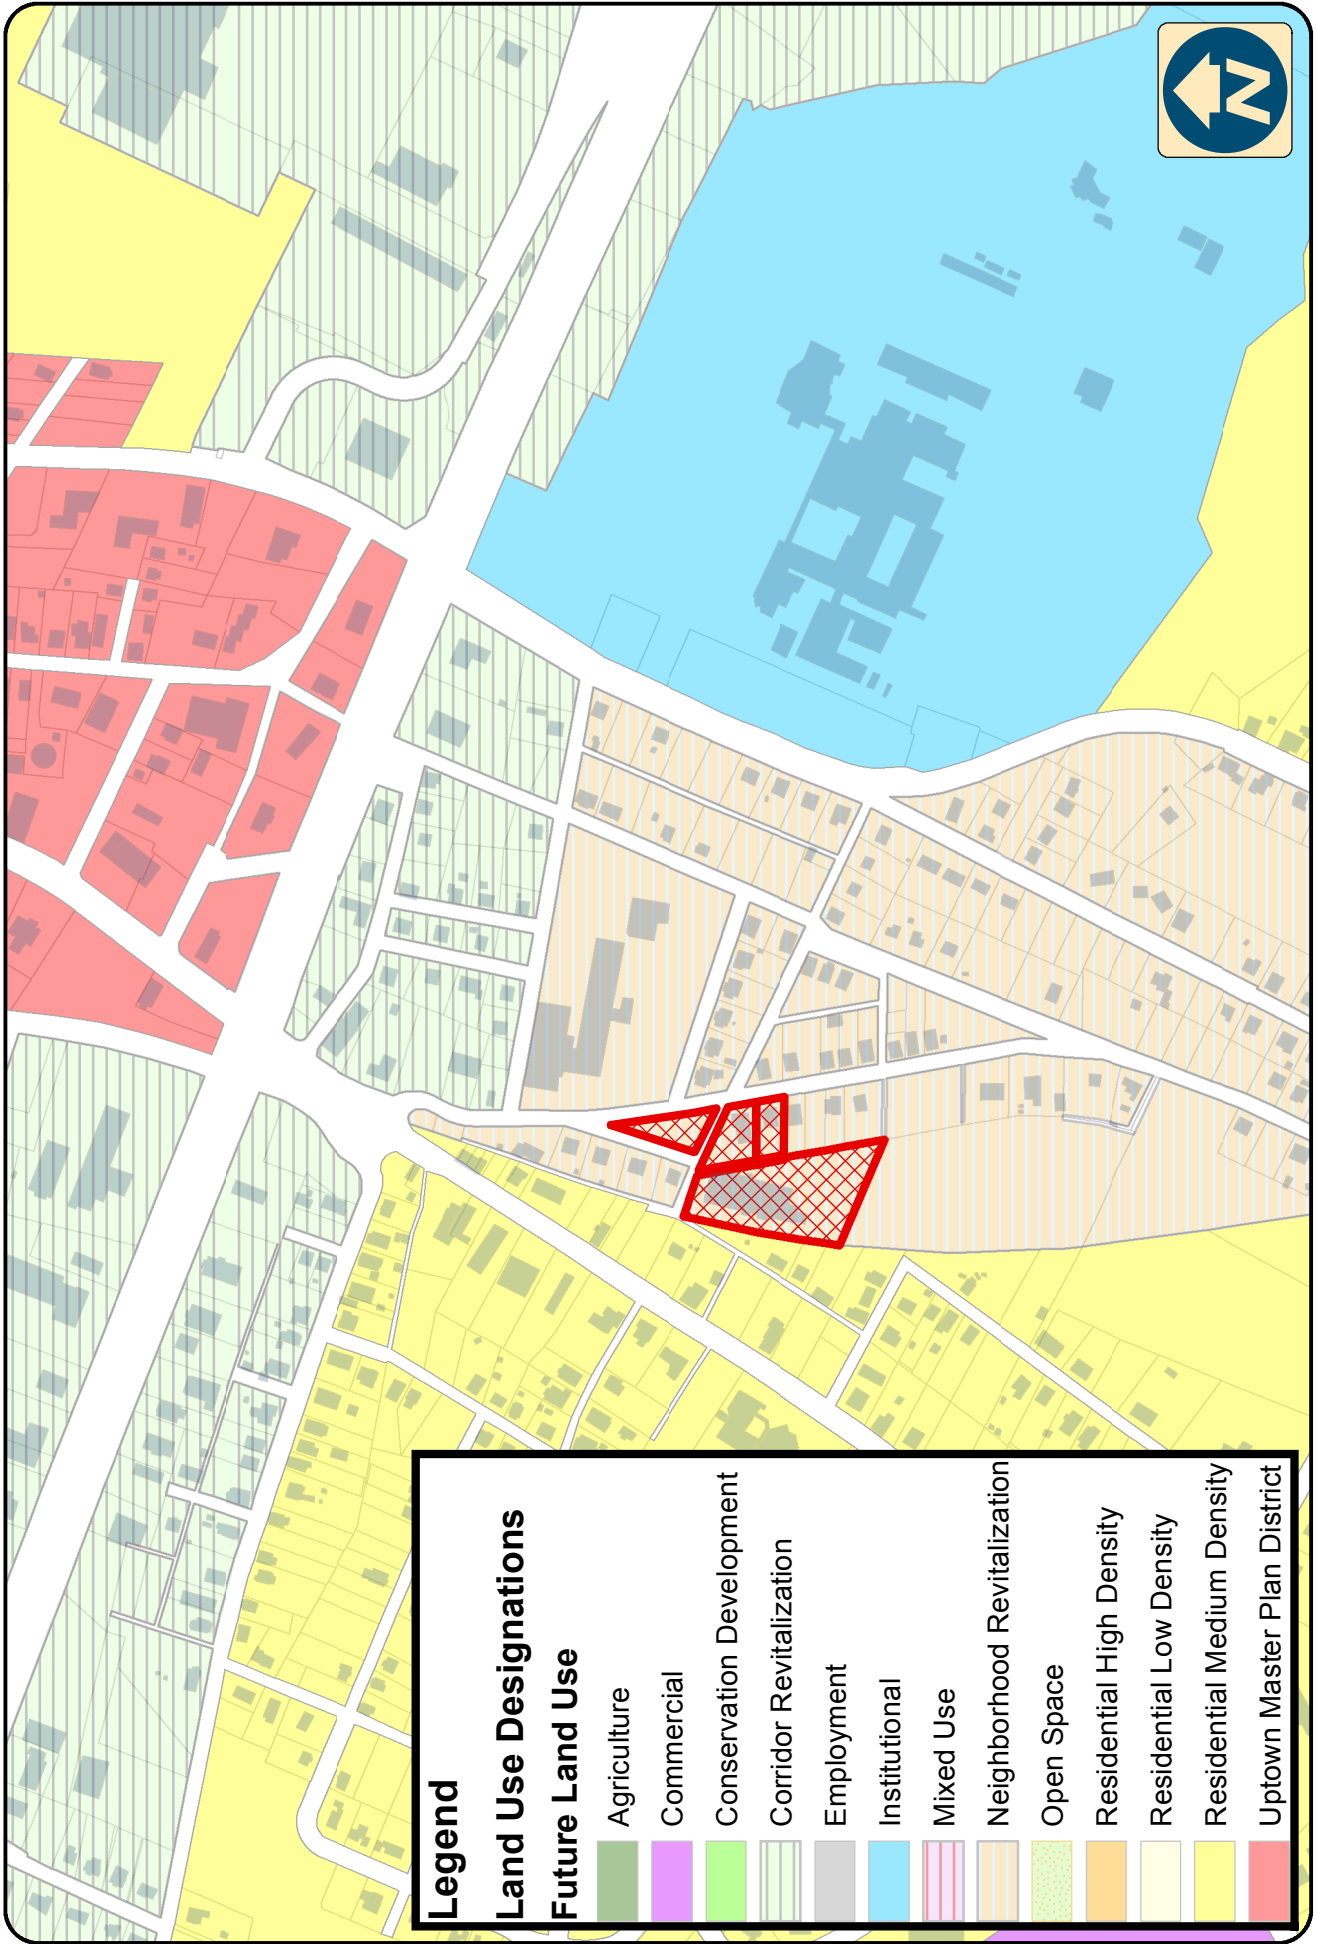 N
Legend
Land Use Designations
Future Land Use
Agriculture
Commercial
Conservation Development
Corridor Revitalization
Employment
Institutional
Mixed Use
Neighborhood Revitalization
Open Space
Residential High Density
Residential Low Density
Residential Medium Density
Uptown Master Plan District